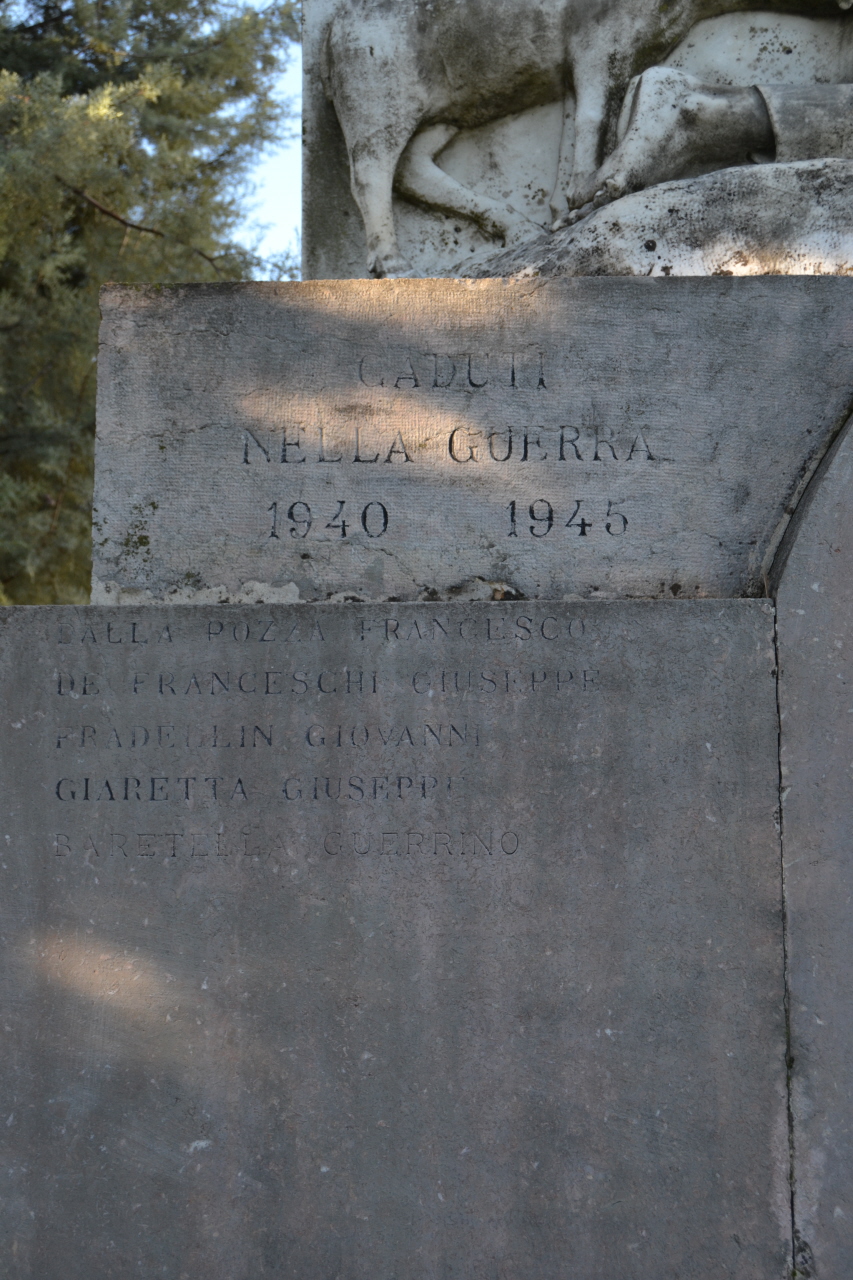 CADUTI
NELLA GUERRA
1940 1945
DALLA POZZA FRANCESCO
DE FRANCESCHI GIUSEPPE
FRADELLIN GIOVANNI
GIARETTA GIUSEPPE
BARETELLA GUERRINO